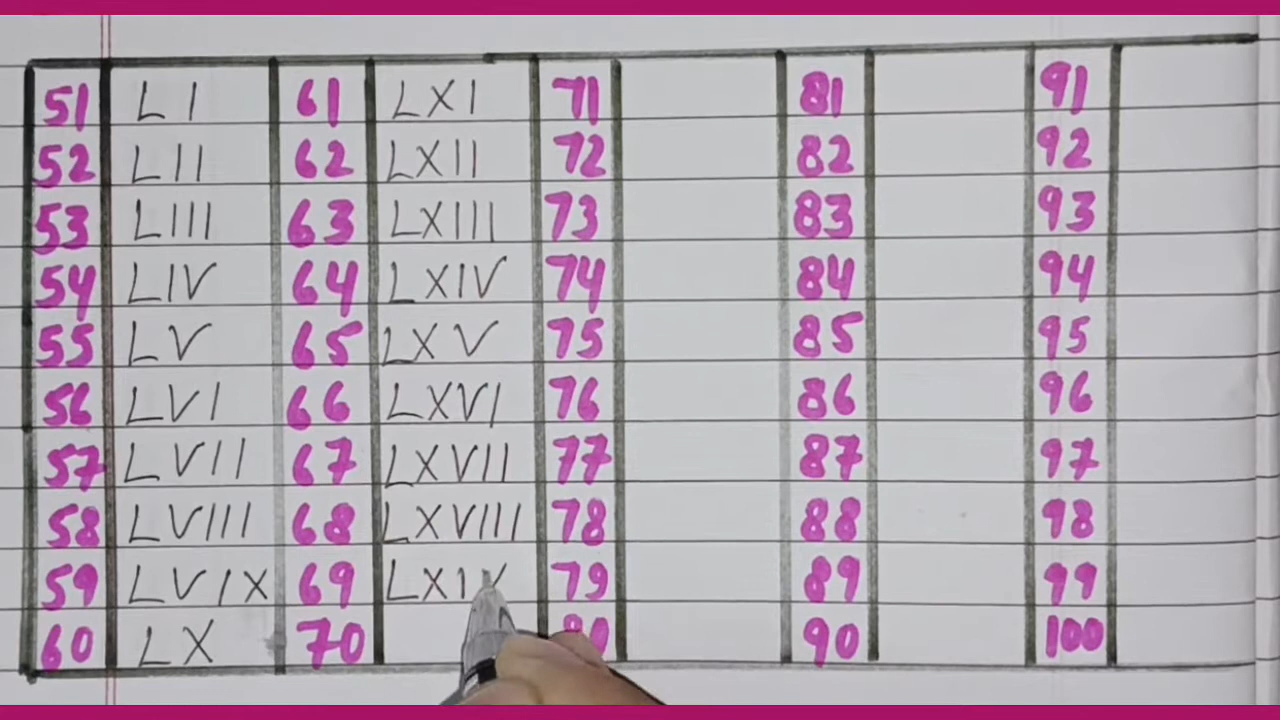 51 LI 61 LXI 71 81 91
52 LII 62 LXII 72 82 92
53 LIII 63 LXIII 73 83 93
54 LIV 64 LXIV 74 84 94
55 LV 65 LXV 75 85 95
56 LVI 66 LXVI 76 86 96
57 LVII 67 LXVII 77 87 97
58 LVIII 68 LXVIII 78 88 98
59 LVIX 69 LXIX 79 89 99
60 LX 70 80 90 100